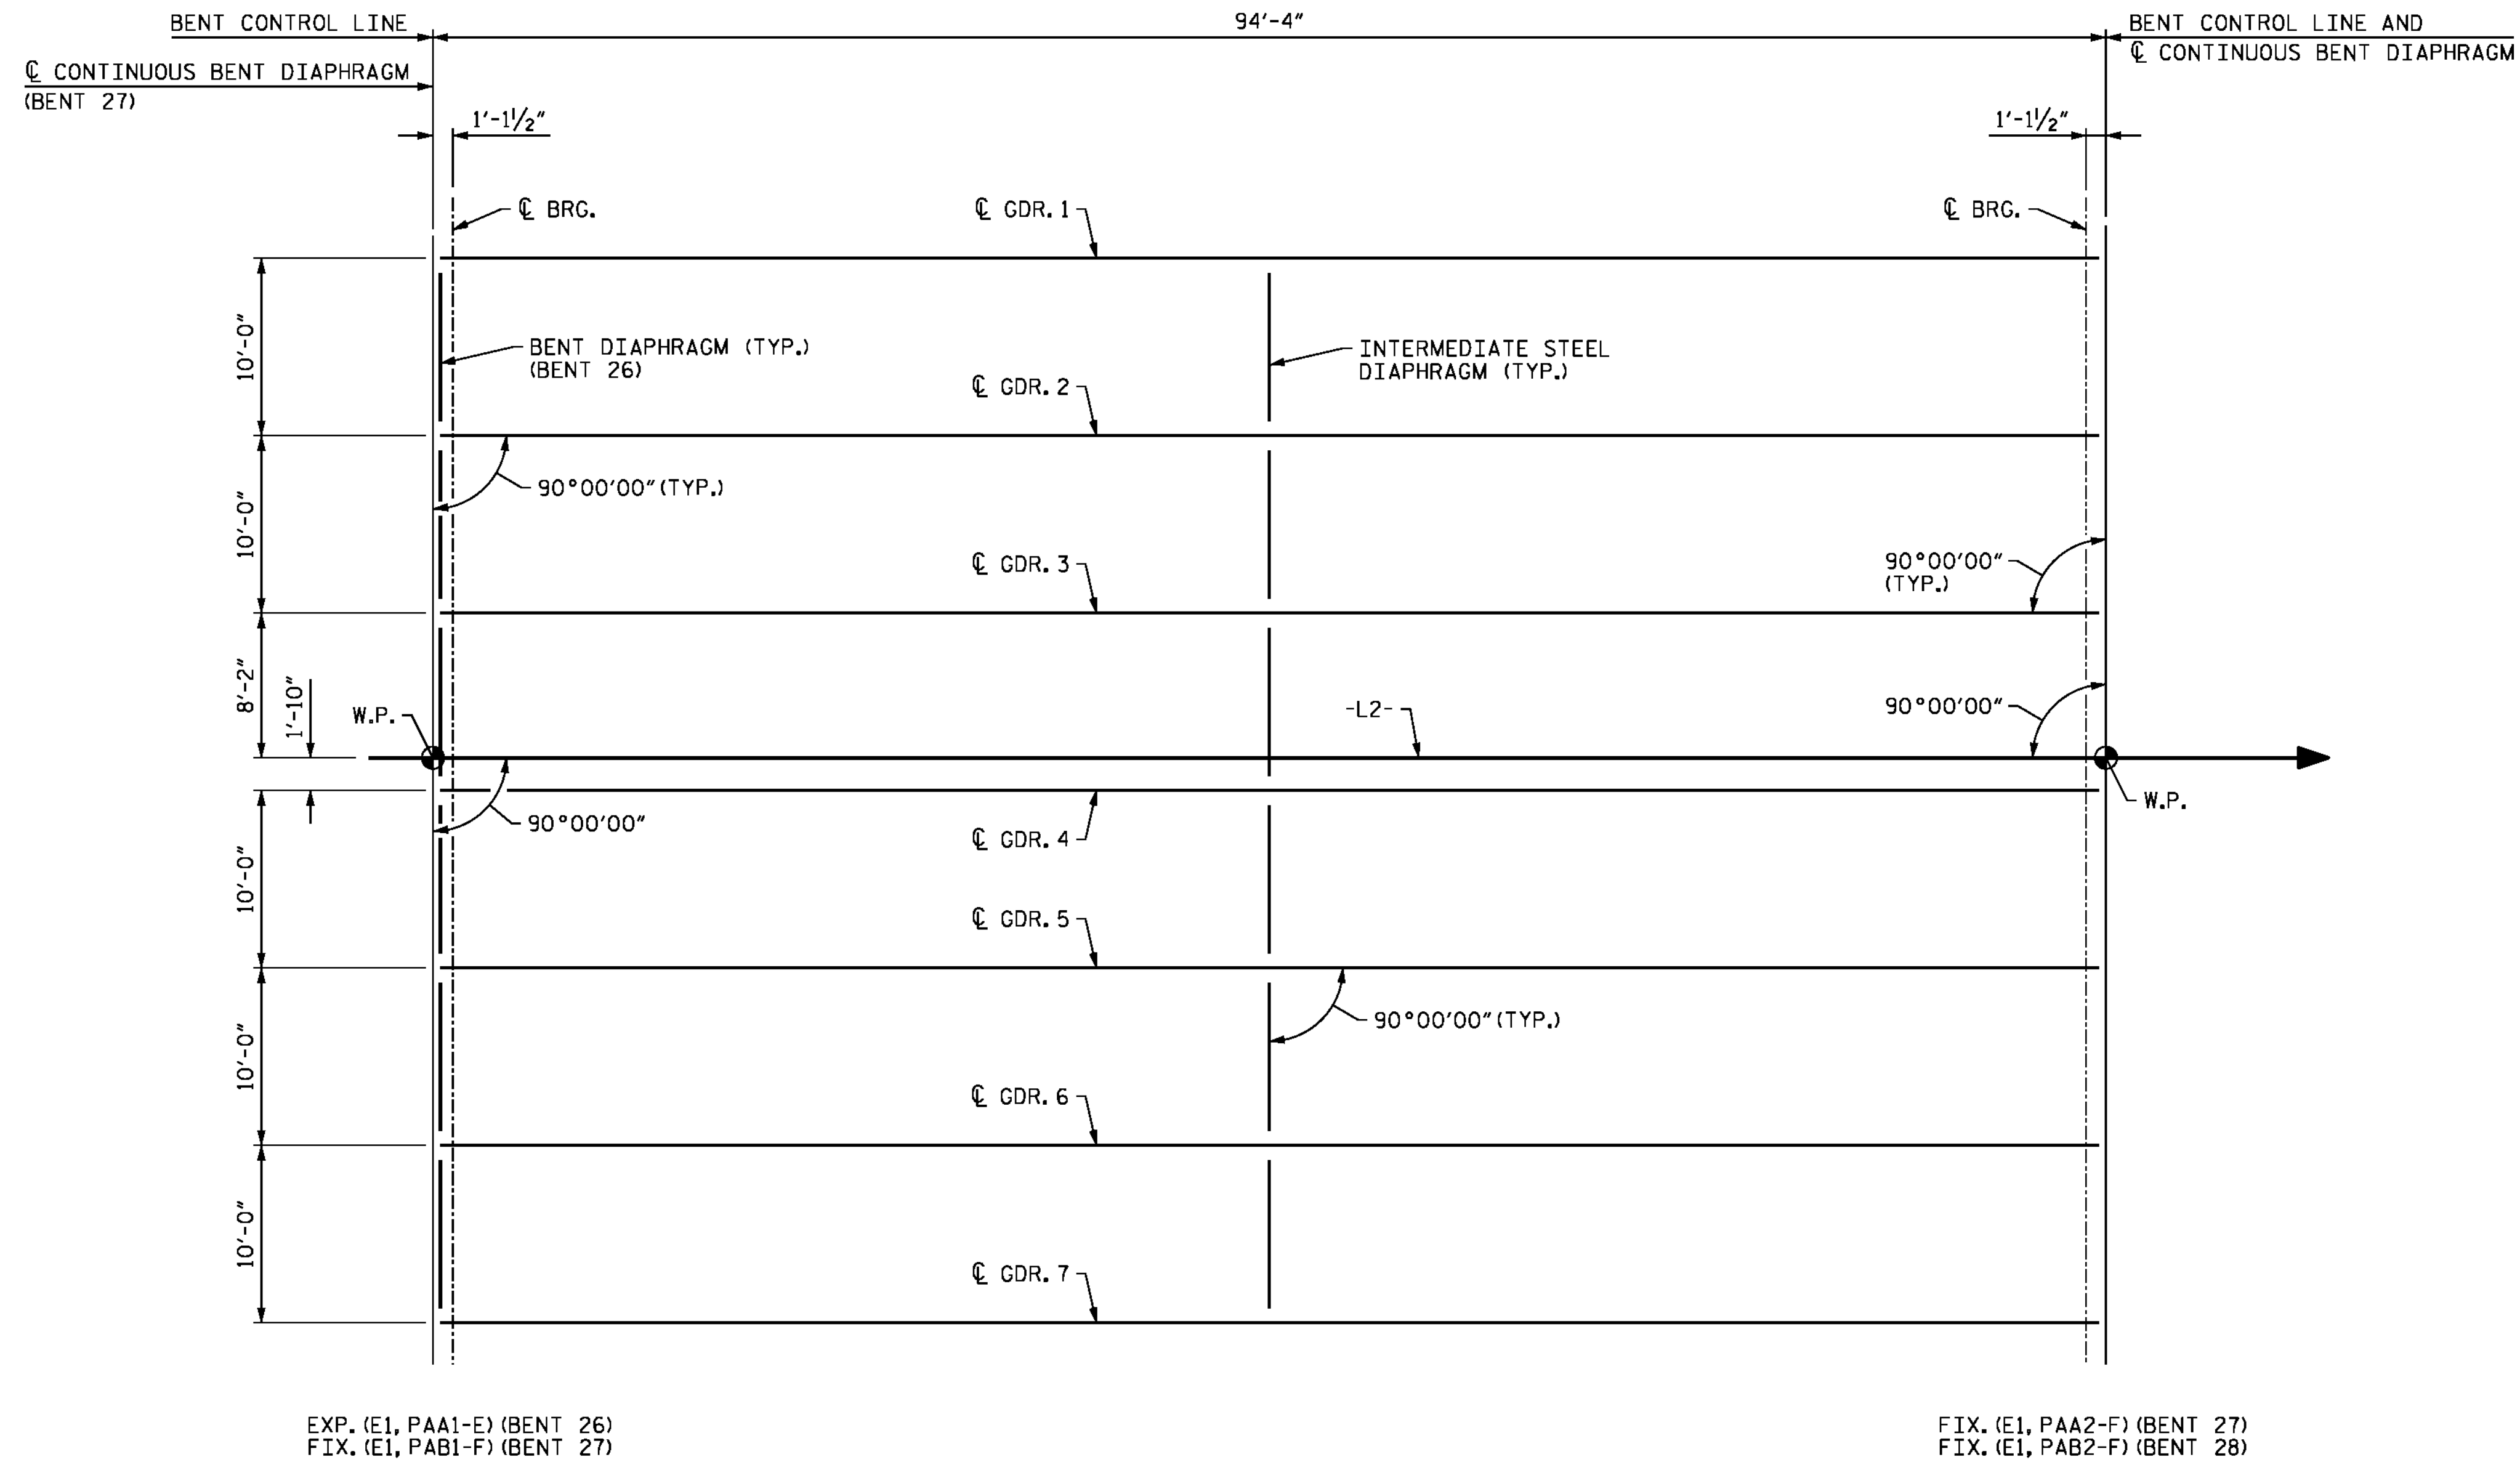 BENT CONTROL LINE
94'-4"
BENT CONTROL LINE AND
℄ CONTINUOUS BENT DIAPHRAGM
℄ CONTINUOUS BENT DIAPHRAGM
(BENT 27)
1'-1½"
1'-1½"
℄ BRG.
℄ GDR. 1
℄ BRG.
10'-0"
BENT DIAPHRAGM (TYP.)
(BENT 26)
INTERMEDIATE STEEL
DIAPHRAGM (TYP.)
℄ GDR. 2
10'-0"
90°00'00" (TYP.)
℄ GDR. 3
90°00'00"
(TYP.)
8'-2"
1'-10"
W.P.
-L2-
90°00'00"
W.P.
90°00'00"
℄ GDR. 4
10'-0"
℄ GDR. 5
10'-0"
90°00'00" (TYP.)
℄ GDR. 6
10'-0"
℄ GDR. 7
EXP. (E1, PAA1-E) (BENT 26)
FIX. (E1, PAB1-F) (BENT 27)
FIX. (E1, PAA2-F) (BENT 27)
FIX. (E1, PAB2-F) (BENT 28)